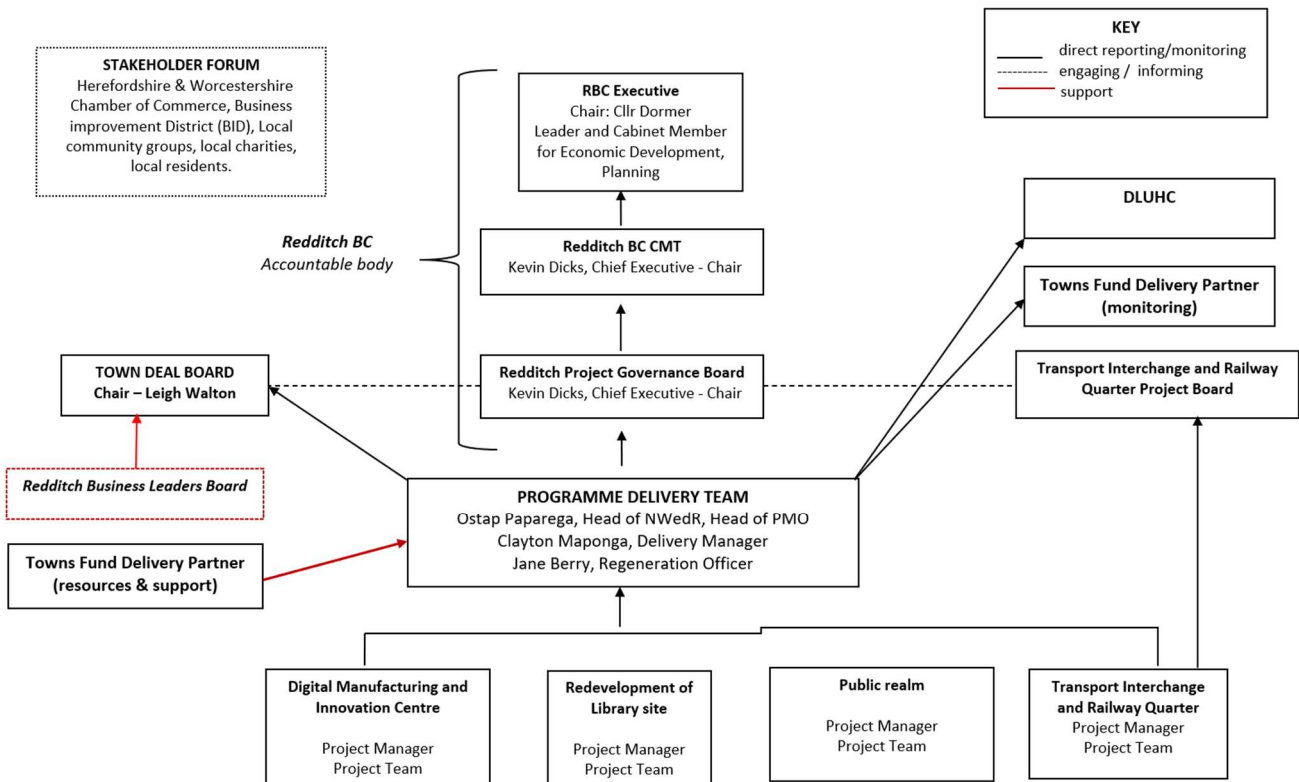 STAKEHOLDER FORUM
Herefordshire & Worcestershire
Chamber of Commerce, Business
improvement District (BID), Local
community groups, local charities,
local residents.
KEY
direct reporting/monitoring
engaging / informing
support
RBC Executive
Chair: Cllr Dormer
Leader and Cabinet Member
for Economic Development,
Planning
DLUHC
Redditch BC
Accountable body
Redditch BC CMT
Kevin Dicks, Chief Executive - Chair
Towns Fund Delivery Partner
(monitoring)
TOWN DEAL BOARD
Chair – Leigh Walton
Redditch Project Governance Board
Kevin Dicks, Chief Executive - Chair
Transport Interchange and Railway
Quarter Project Board
Redditch Business Leaders Board
PROGRAMME DELIVERY TEAM
Ostap Paparega, Head of NWedR, Head of PMO
Clayton Maponga, Delivery Manager
Jane Berry, Regeneration Officer
Towns Fund Delivery Partner
(resources & support)
Digital Manufacturing and
Innovation Centre
Project Manager
Project Team
Redevelopment of
Library site
Project Manager
Project Team
Public realm
Project Manager
Project Team
Transport Interchange
and Railway Quarter
Project Manager
Project Team